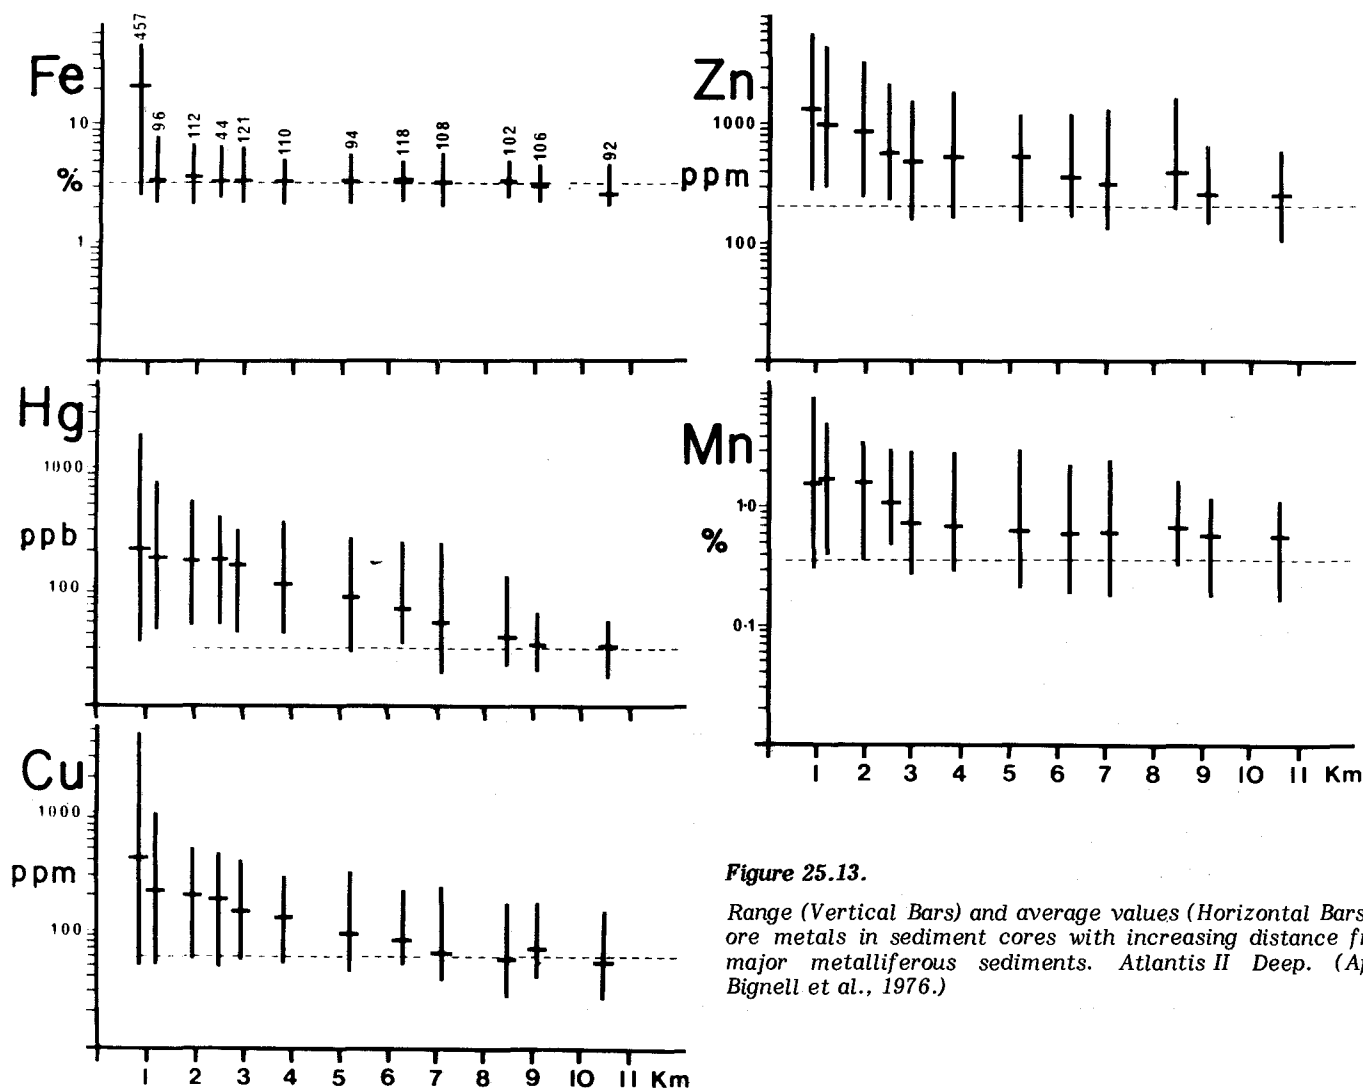 Fe
10
%
1
457
96
112
44
121
110
94
118
108
102
106
92
Zn
1000
ppm
100
Hg
1000
ppb
100
Mn
1·0
%
0·1
1 2 3 4 5 6 7 8 9 10 11 Km
Cu
1000
ppm
100
1 2 3 4 5 6 7 8 9 10 11 Km
Figure 25.13.
Range (Vertical Bars) and average values (Horizontal Bars
ore metals in sediment cores with increasing distance
major metalliferous sediments. Atlantis II Deep.
Bignell et al., 1976.)